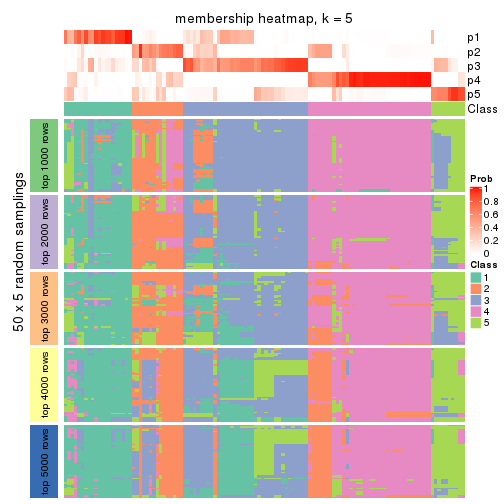 membership heatmap, k = 5
p1
p2
p3
p4
p5
Class
50 x 5 random samplings
top 1000 rows
top 2000 rows
top 3000 rows
top 4000 rows
top 5000 rows
Prob
1
0.8
0.6
0.4
0.2
0
Class
1
2
3
4
5